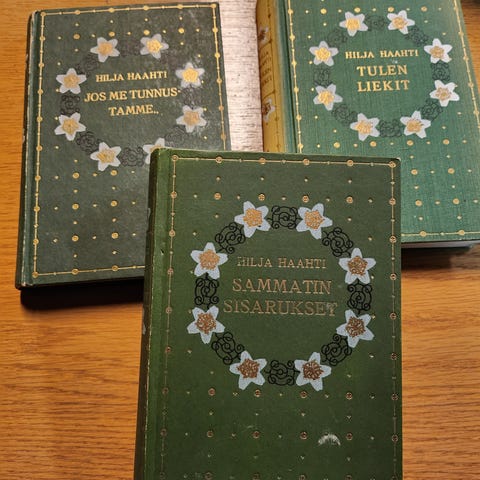 HILJA HAAHTI
JOS ME TUNNUS-
TAMME..
HILJA HAAHTI
TULEN
LIEKIT
HILJA HAAHTI
SAMMATIN
SISARUKSET